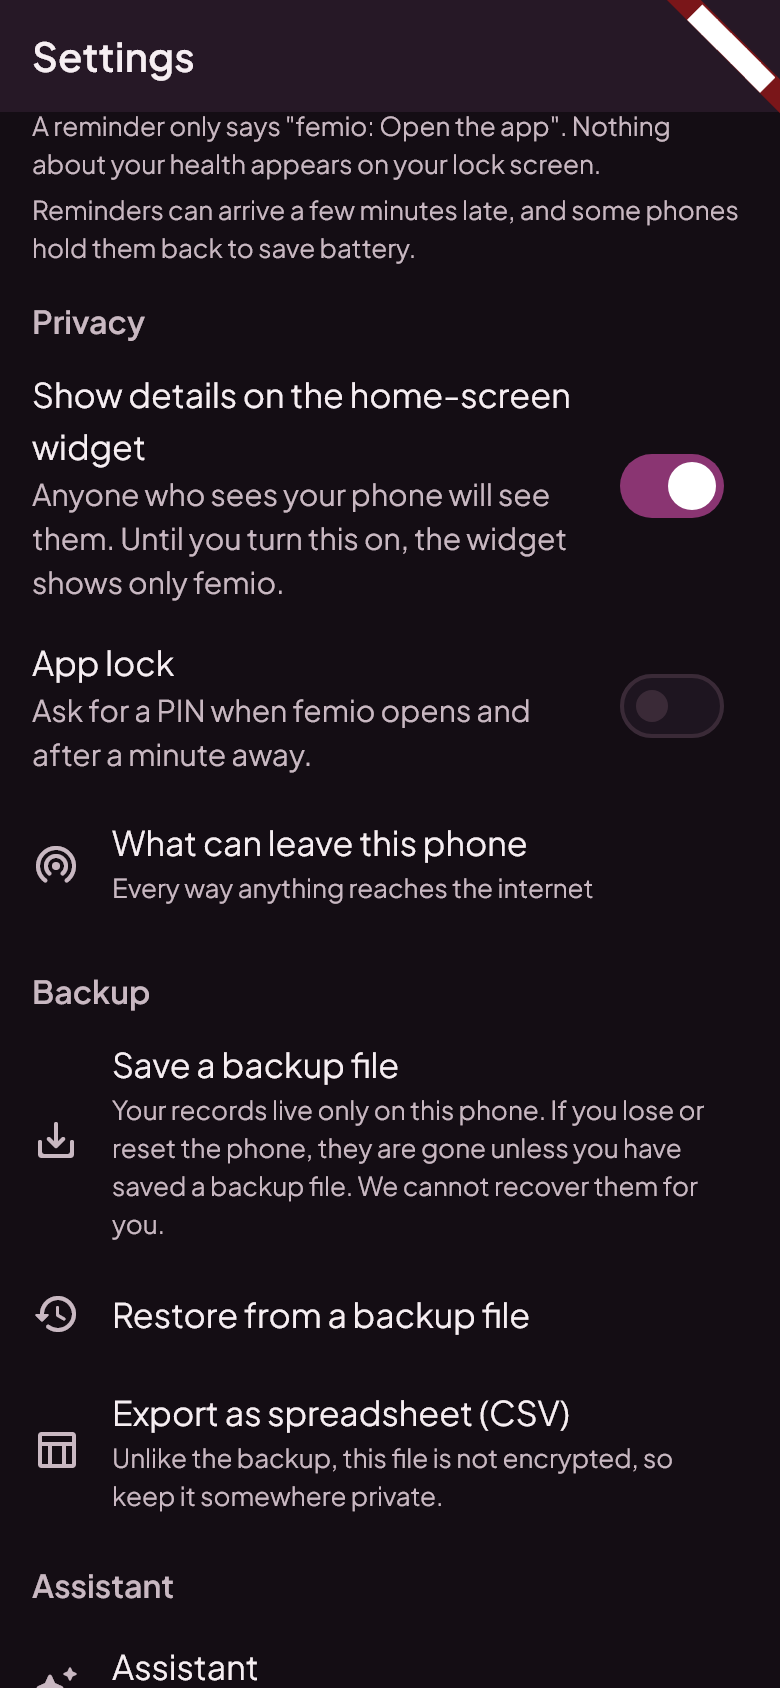 Settings
A reminder only says "femio: Open the app". Nothing
about your health appears on your lock screen.
Reminders can arrive a few minutes late, and some phones
hold them back to save battery.
Privacy
Show details on the home-screen
widget
Anyone who sees your phone will see
them. Until you turn this on, the widget
shows only femio.
App lock
Ask for a PIN when femio opens and
after a minute away.
What can leave this phone
Every way anything reaches the internet
Backup
Save a backup file
Your records live only on this phone. If you lose or
reset the phone, they are gone unless you have
saved a backup file. We cannot recover them for
you.
Restore from a backup file
Export as spreadsheet (CSV)
Unlike the backup, this file is not encrypted, so
keep it somewhere private.
Assistant
Assistant